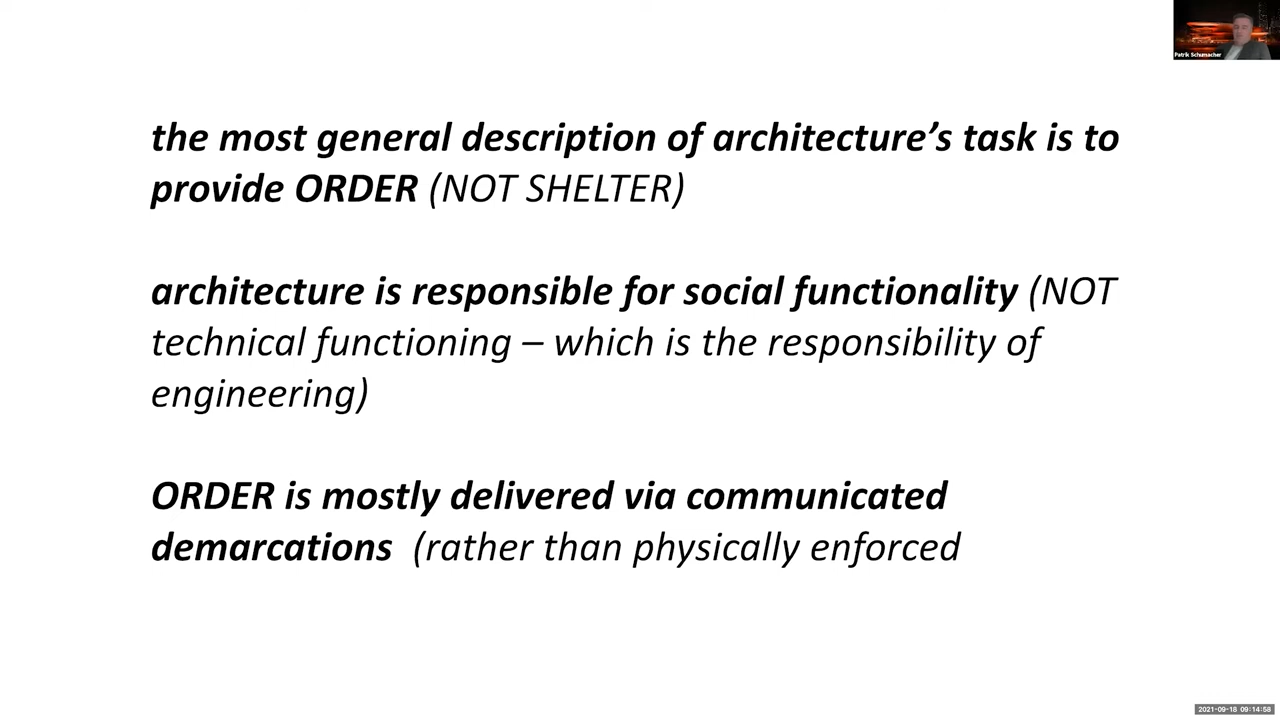 Patrik Schumacher
the most general description of architecture’s task is to
provide ORDER (NOT SHELTER)
architecture is responsible for social functionality (NOT
technical functioning – which is the responsibility of
engineering)
ORDER is mostly delivered via communicated
demarcations (rather than physically enforced
2021-09-18 09:14:58